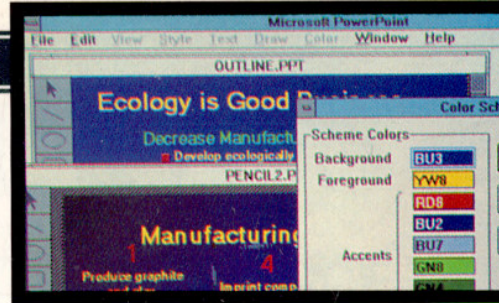 Microsoft PowerPoint
File Edit View Style Text Draw Color Window Help
OUTLINE.PPT
Ecology is Good
Color Sch
Decrease Manufactu
Scheme Colors
Develop ecologically
Background BU3
PENCIL2.P
Foreground YW8
RD8
BU2
Manufacturing
BU7
1
4
Accents
GN8
Produce graphite
Imprint comp
GN4